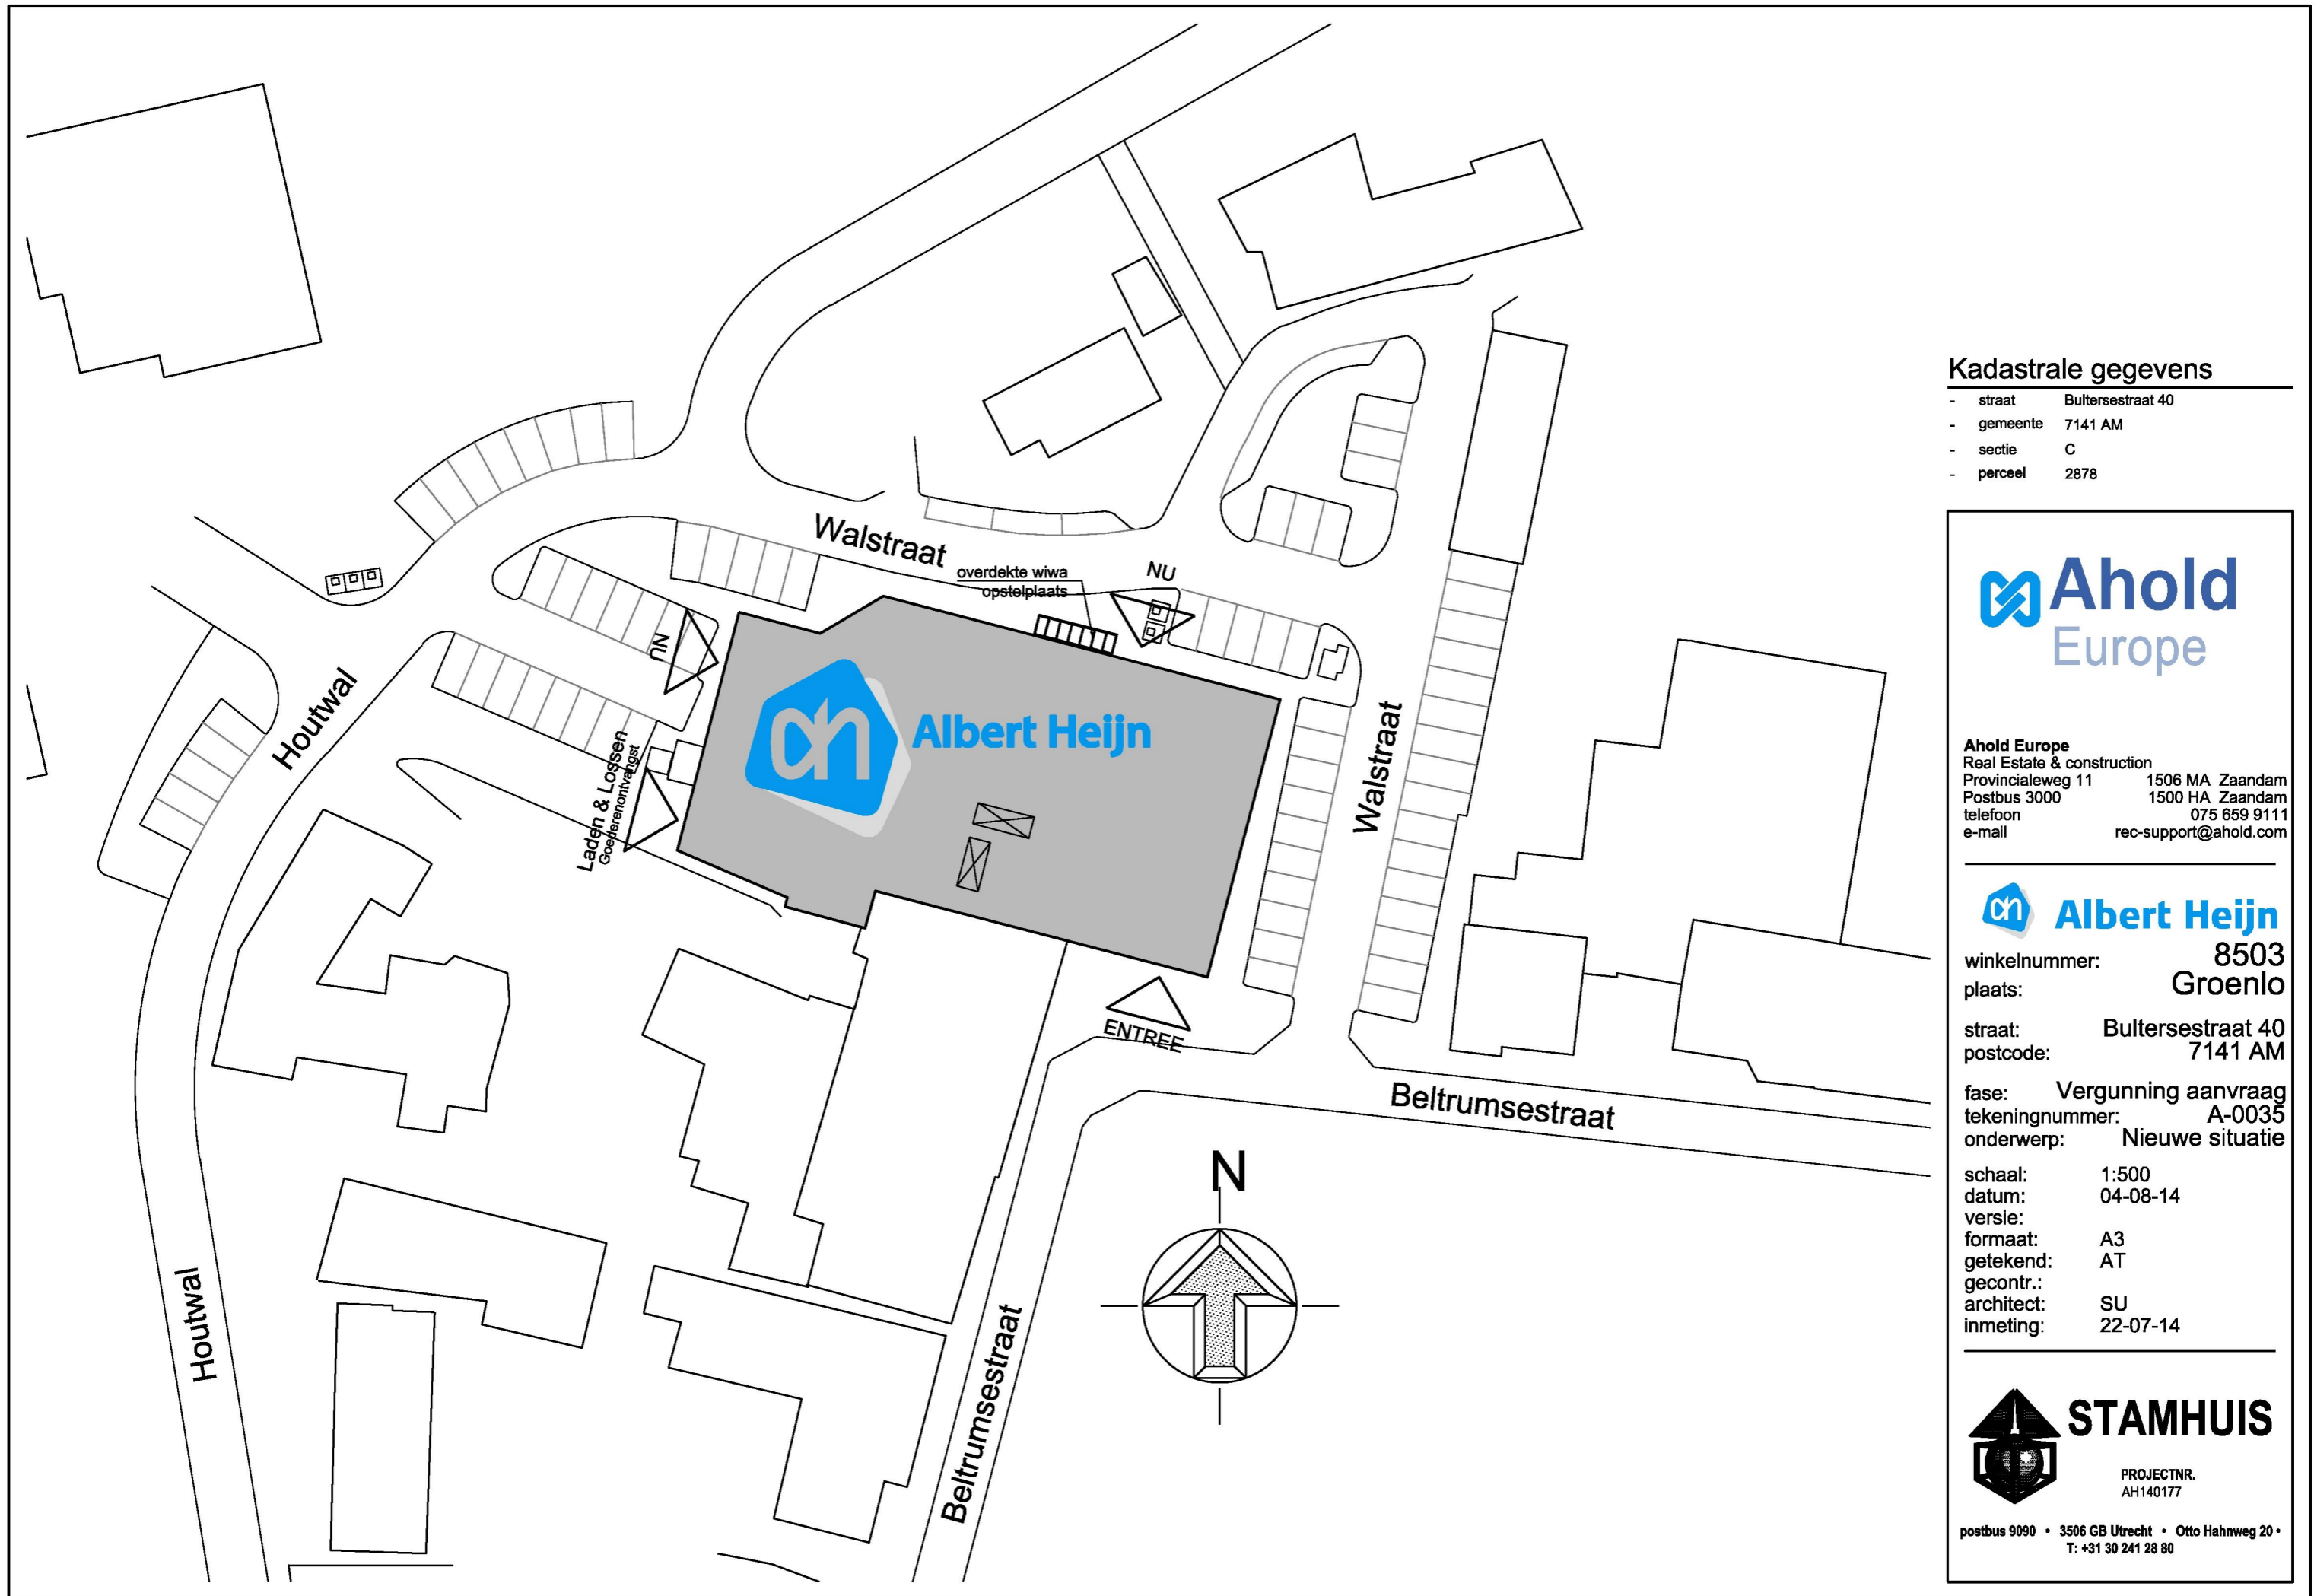 Walstraat
overdekte wiwa
opstelplaats
NU
NU
Houtwal
Laden & Lossen
Goederenontvangst
Albert Heijn
Walstraat
ENTREE
Beltrumsestraat
N
Houtwal
Beltrumsestraat
Kadastrale gegevens
- straat Bultersestraat 40
- gemeente 7141 AM
- sectie C
- perceel 2878
Ahold
Europe
Ahold Europe
Real Estate & construction
Provincialeweg 11 1506 MA Zaandam
Postbus 3000 1500 HA Zaandam
telefoon 075 659 9111
e-mail rec-support@ahold.com
Albert Heijn
winkelnummer: 8503
plaats: Groenlo
straat: Bultersestraat 40
postcode: 7141 AM
fase: Vergunning aanvraag
tekeningnummer: A-0035
onderwerp: Nieuwe situatie
schaal: 1:500
datum: 04-08-14
versie:
formaat: A3
getekend: AT
gecontr.:
architect: SU
inmeting: 22-07-14
STAMHUIS
PROJECTNR.
AH140177
postbus 9090 • 3506 GB Utrecht • Otto Hahnweg 20 •
T: +31 30 241 28 80